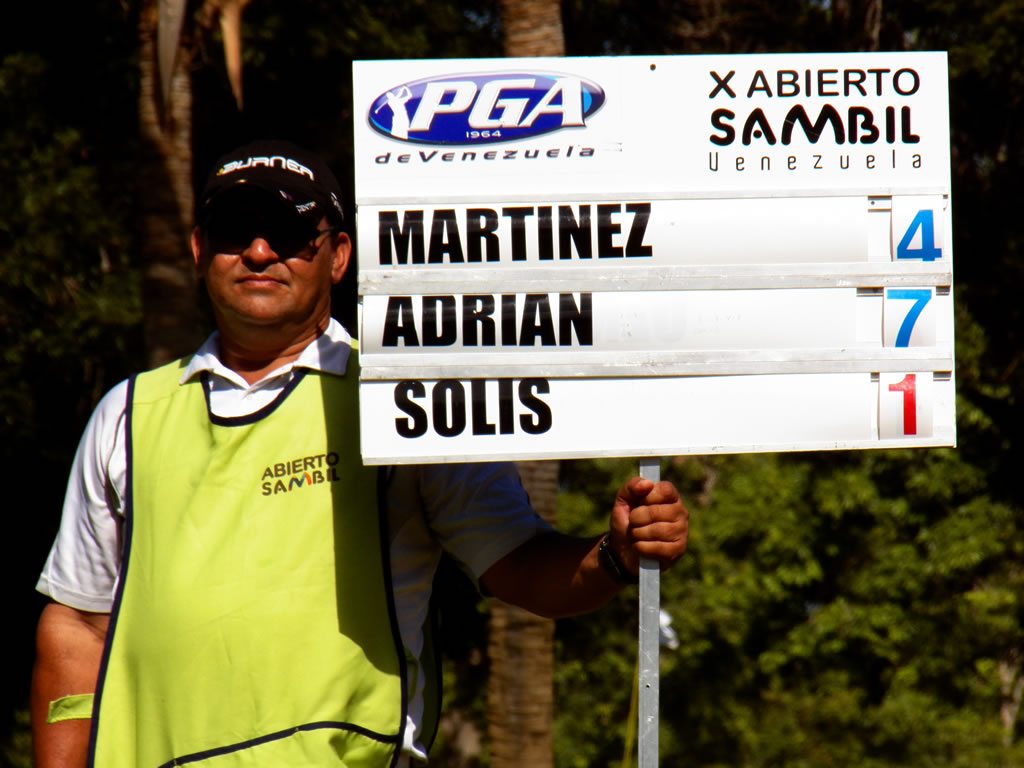 BURNER
PGA
1964
de Venezuela
X ABIERTO
SAMBIL
Venezuela
MARTINEZ 4
ADRIAN 7
SOLIS 1
ABIERTO
SAMBIL